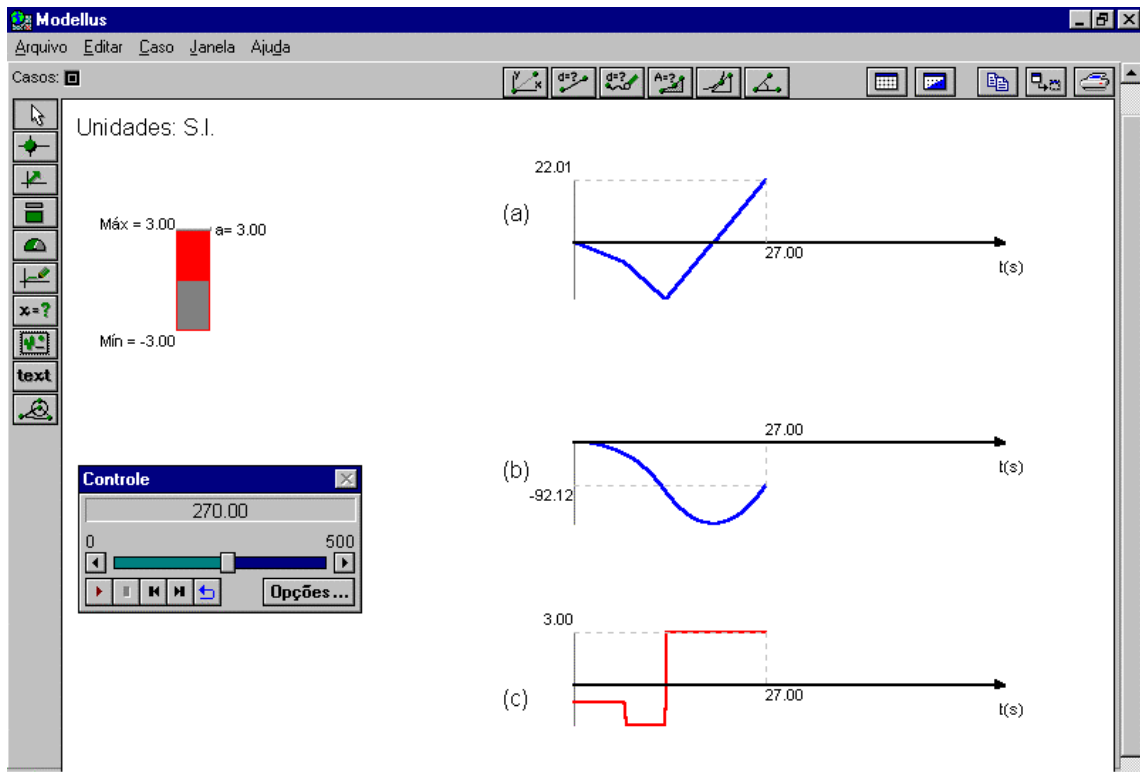 Modellus
Arquivo Editar Caso Janela Ajuda
Casos:
y x d=? d=? A=?
Unidades: S.I.
Máx = 3.00
a= 3.00
Mín = -3.00
x=?
text
22.01
(a)
27.00
t(s)
27.00
(b)
-92.12
t(s)
Controle
270.00
0 500
Opções...
3.00
(c)
27.00
t(s)